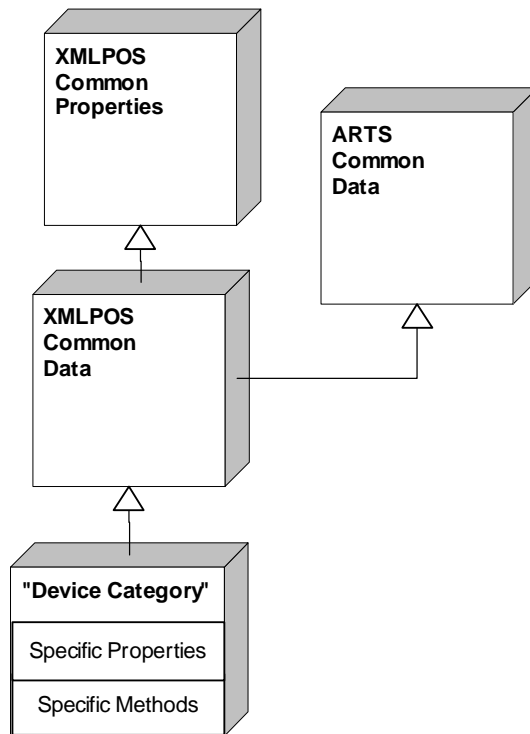 XMLPOS
Common
Properties
ARTS
Common
Data
XMLPOS
Common
Data
"Device Category"
Specific Properties
Specific Methods